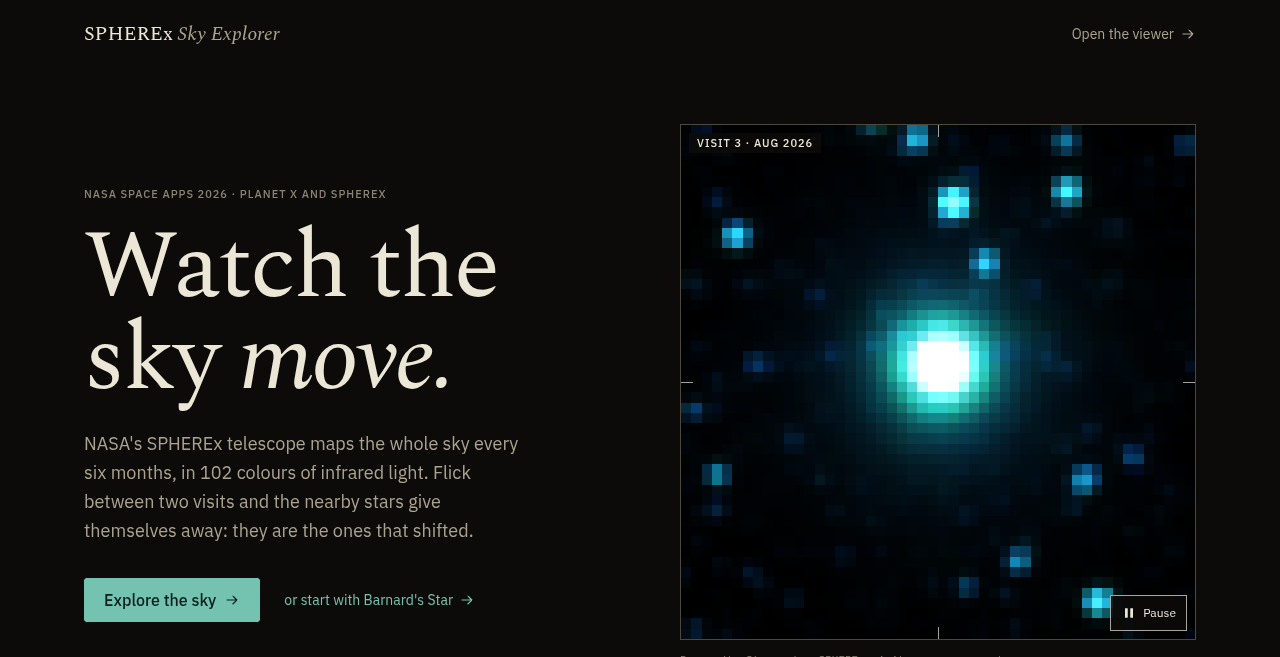 SPHEREx Sky Explorer
Open the viewer →
VISIT 3 · AUG 2026
NASA SPACE APPS 2026 · PLANET X AND SPHEREX
Watch the
sky move.
NASA's SPHEREx telescope maps the whole sky every
six months, in 102 colours of infrared light. Flick
between two visits and the nearby stars give
themselves away: they are the ones that shifted.
Explore the sky →
or start with Barnard's Star →
Pause